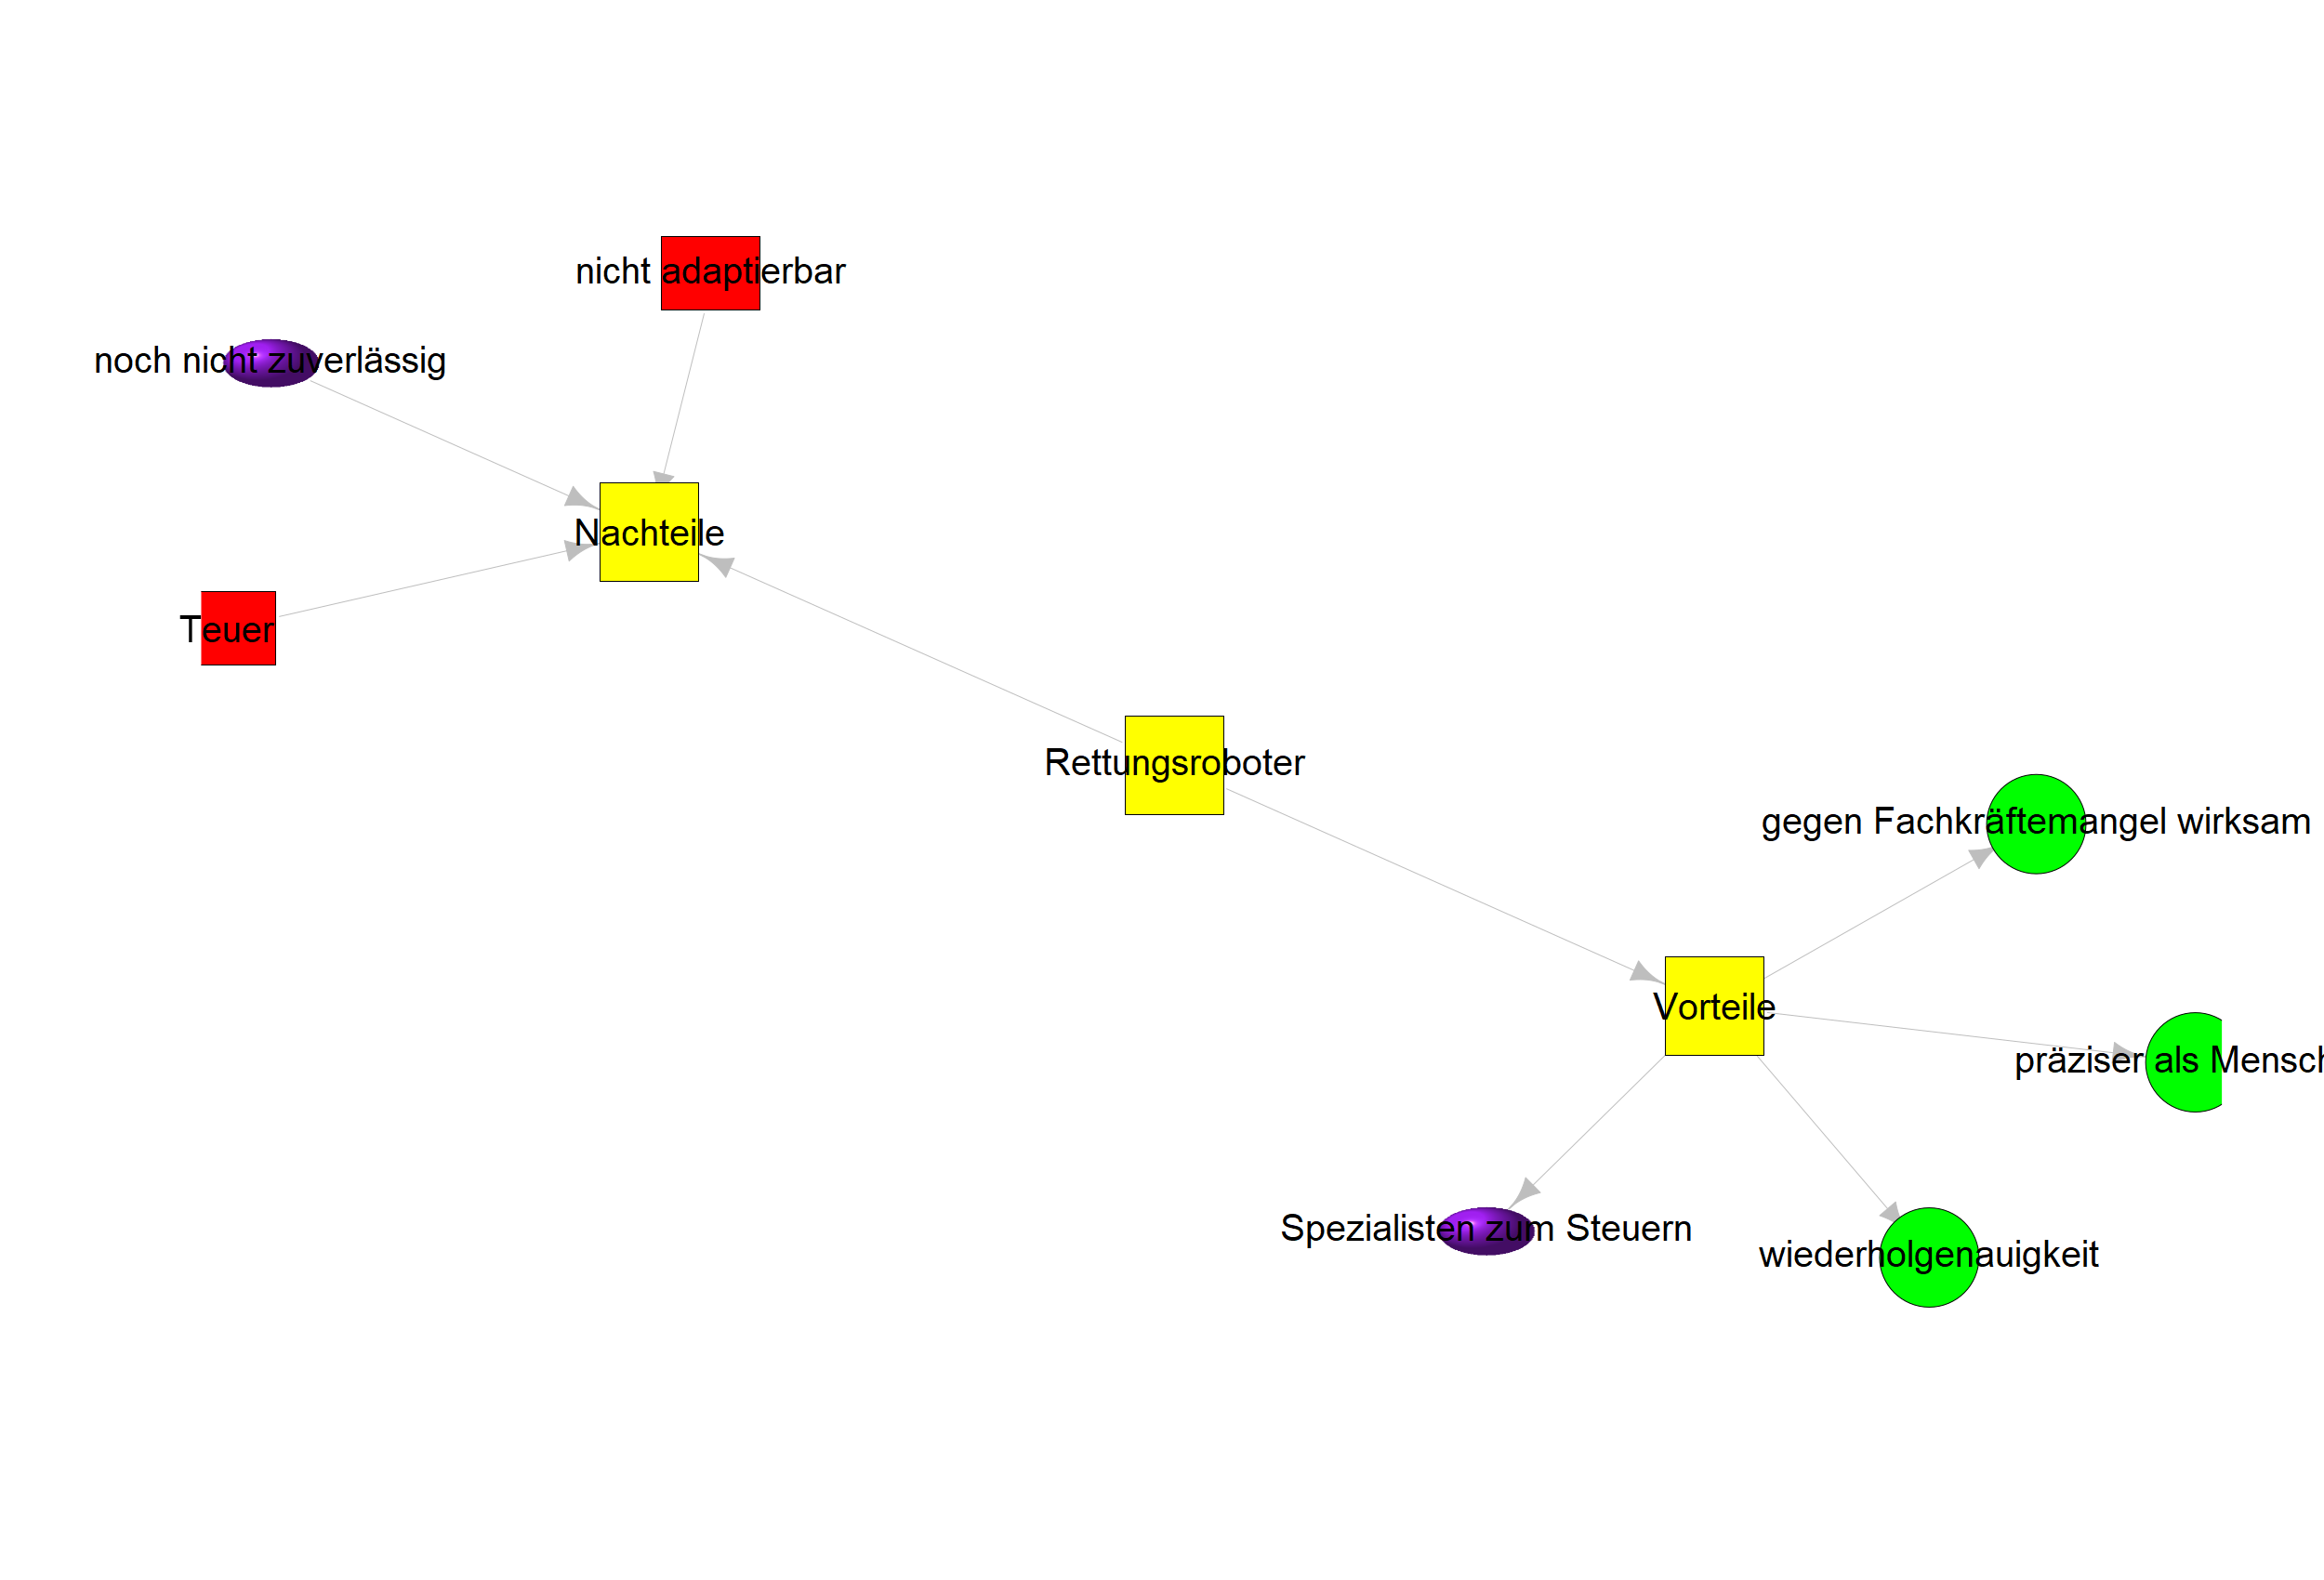 nicht adaptierbar
noch nicht zuverlässig
Nachteile
Teuer
Rettungsroboter
gegen Fachkräftemangel wirksam
Vorteile
präziser als Mensch
Spezialisten zum Steuern
wiederholgenauigkeit